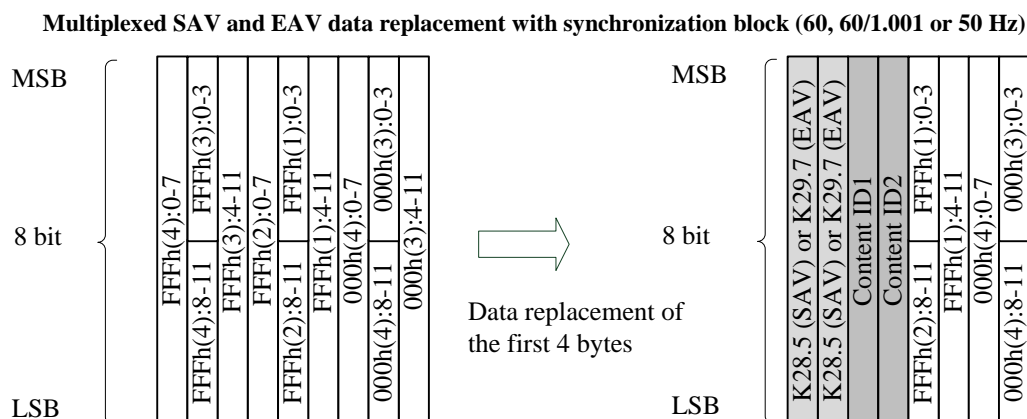 Multiplexed SAV and EAV data replacement with synchronization block (60, 60/1.001 or 50 Hz)
MSB
8 bit
LSB
FFFh(4):0-7
FFFh(3):0-3
FFFh(4):8-11
FFFh(3):4-11
FFFh(2):0-7
FFFh(1):0-3
FFFh(2):8-11
FFFh(1):4-11
000h(4):0-7
000h(3):0-3
000h(4):8-11
000h(3):4-11
Data replacement of
the first 4 bytes
MSB
8 bit
LSB
K28.5 (SAV) or K29.7 (EAV)
K28.5 (SAV) or K29.7 (EAV)
Content ID1
Content ID2
FFFh(1):0-3
FFFh(2):8-11
FFFh(1):4-11
000h(4):0-7
000h(3):0-3
000h(4):8-11